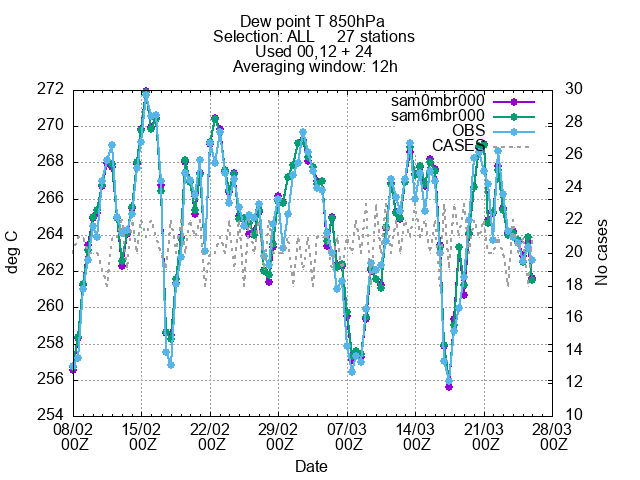 Dew point T 850hPa
Selection: ALL 27 stations
Used 00,12 + 24
Averaging window: 12h
272
270
268
266
264
262
260
258
256
254
deg C
30
28
26
24
22
20
18
16
14
12
10
No cases
sam0mbr000
sam6mbr000
OBS
CASES
08/02 15/02 22/02 29/02 07/03 14/03 21/03 28/03
00Z 00Z 00Z 00Z 00Z 00Z 00Z 00Z
Date